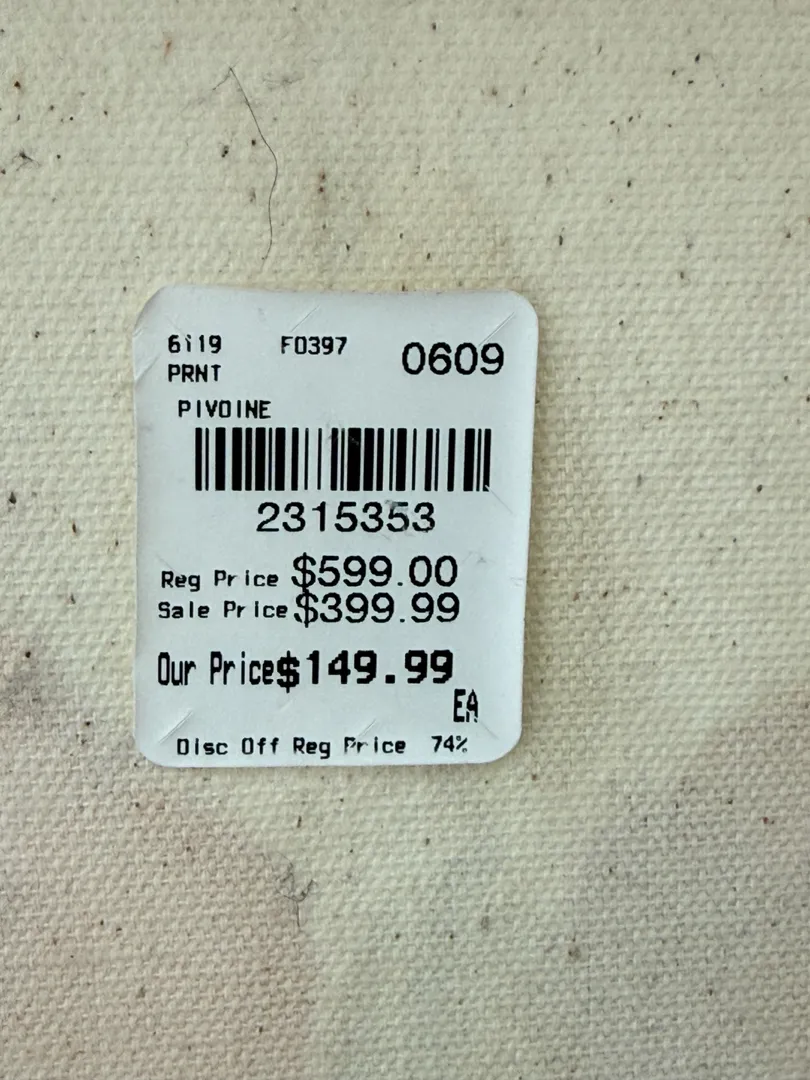 6119 F0397 0609
PRNT
PIVOINE
2315353
Reg Price $599.00
Sale Price $399.99
Our Price $149.99
EA
Disc Off Reg Price 74%